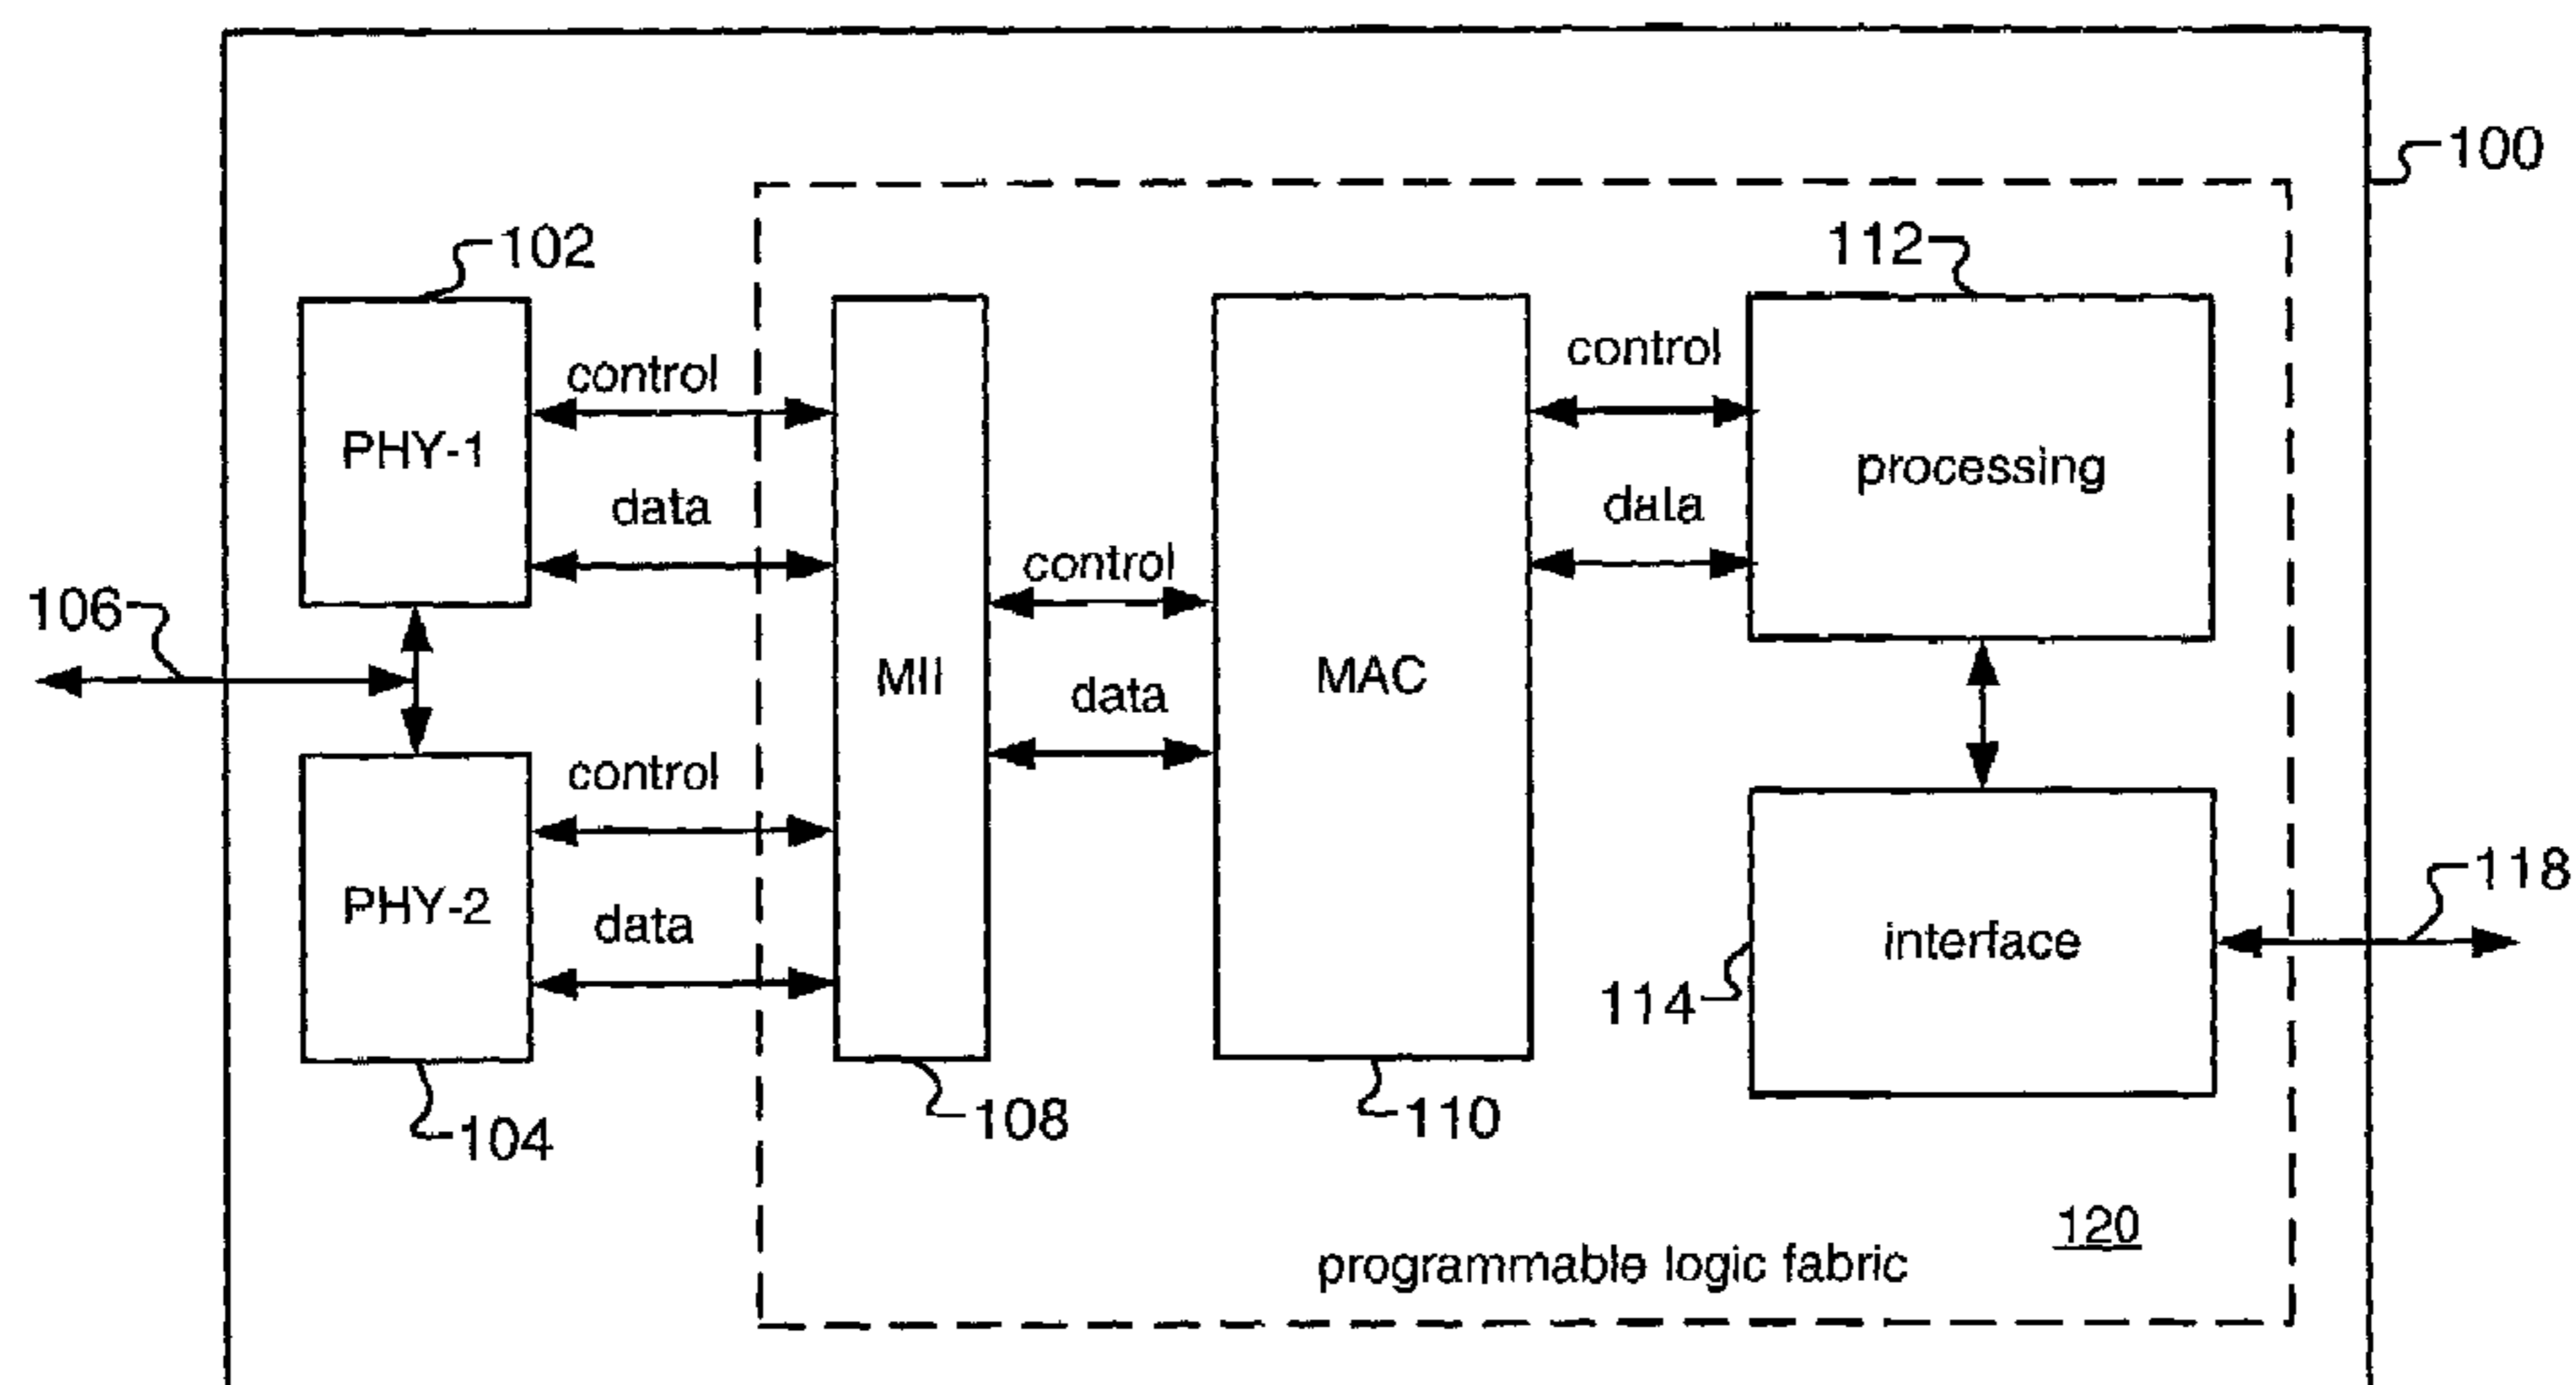 100
102
112
control
control
PHY-1
processing
data
data
control
106
MII
MAC
data
control
118
PHY-2
data
interface
114
104
108
110
120
programmable logic fabric